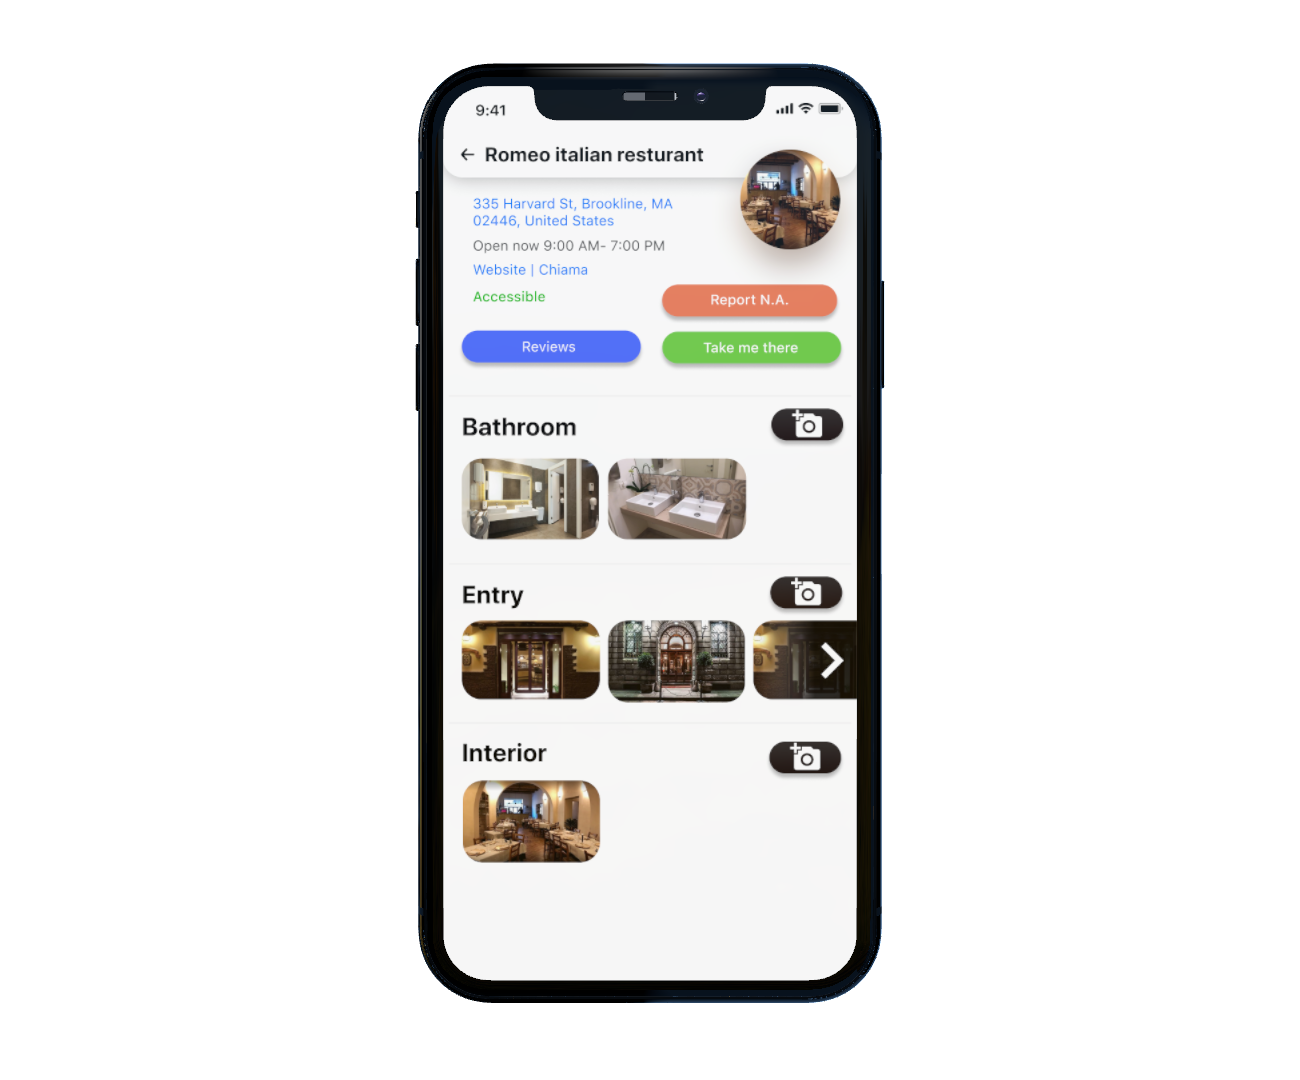 9:41
Romeo italian resturant
335 Harvard St, Brookline, MA
02446, United States
Open now 9:00 AM- 7:00 PM
Website | Chiama
Accessible
Report N.A.
Reviews
Take me there
Bathroom
Entry
Interior